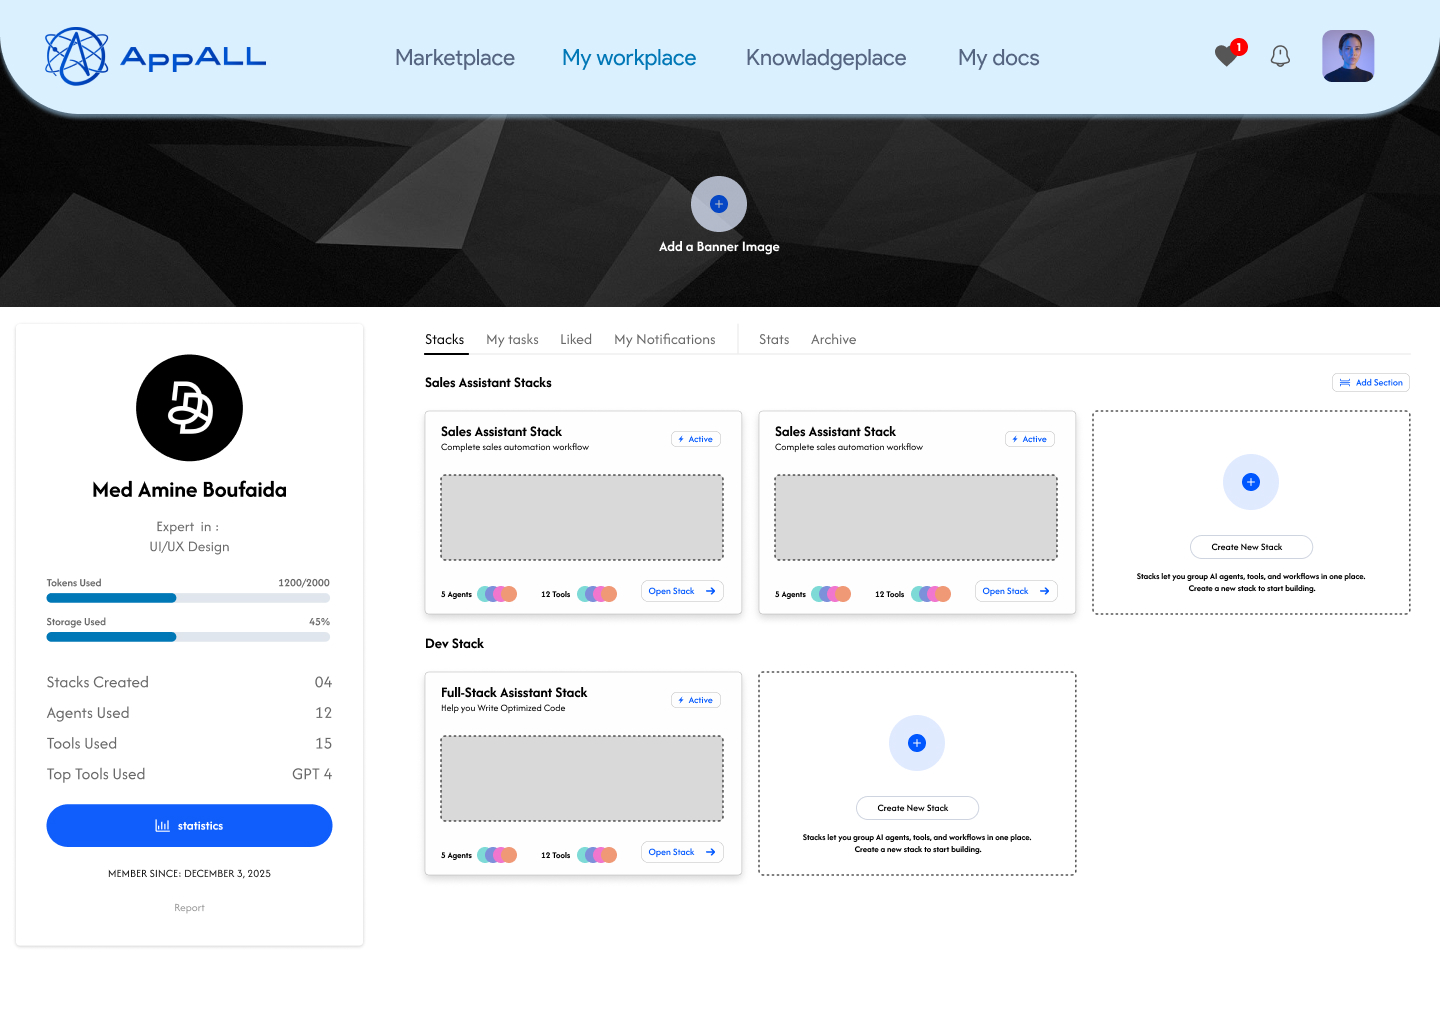 AppALL
Marketplace
My workplace
Knowladgeplace
My docs
1
Add a Banner Image
Med Amine Boufaida
Expert in :
UI/UX Design
Tokens Used
1200/2000
Storage Used
45%
Stacks Created
04
Agents Used
12
Tools Used
15
Top Tools Used
GPT 4
statistics
MEMBER SINCE: DECEMBER 3, 2025
Report
Stacks
My tasks
Liked
My Notifications
Stats
Archive
Sales Assistant Stacks
Add Section
Sales Assistant Stack
Complete sales automation workflow
Active
5 Agents
12 Tools
Open Stack
Sales Assistant Stack
Complete sales automation workflow
Active
5 Agents
12 Tools
Open Stack
Create New Stack
Stacks let you group AI agents, tools, and workflows in one place.
Create a new stack to start building.
Dev Stack
Full-Stack Asisstant Stack
Help you Write Optimized Code
Active
5 Agents
12 Tools
Open Stack
Create New Stack
Stacks let you group AI agents, tools, and workflows in one place.
Create a new stack to start building.